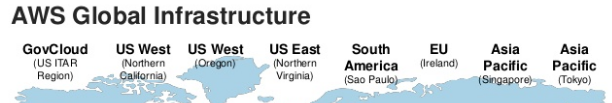 AWS Global Infrastructure
GovCloud
(US ITAR
Region)
US West
(Northern
California)
US West
(Oregon)
US East
(Northern
Virginia)
South
America
(Sao Paulo)
EU
(Ireland)
Asia
Pacific
(Singapore)
Asia
Pacific
(Tokyo)